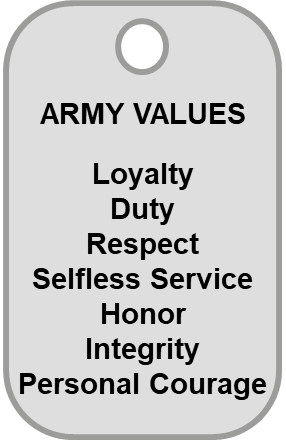 ARMY VALUES
Loyalty
Duty
Respect
Selfless Service
Honor
Integrity
Personal Courage